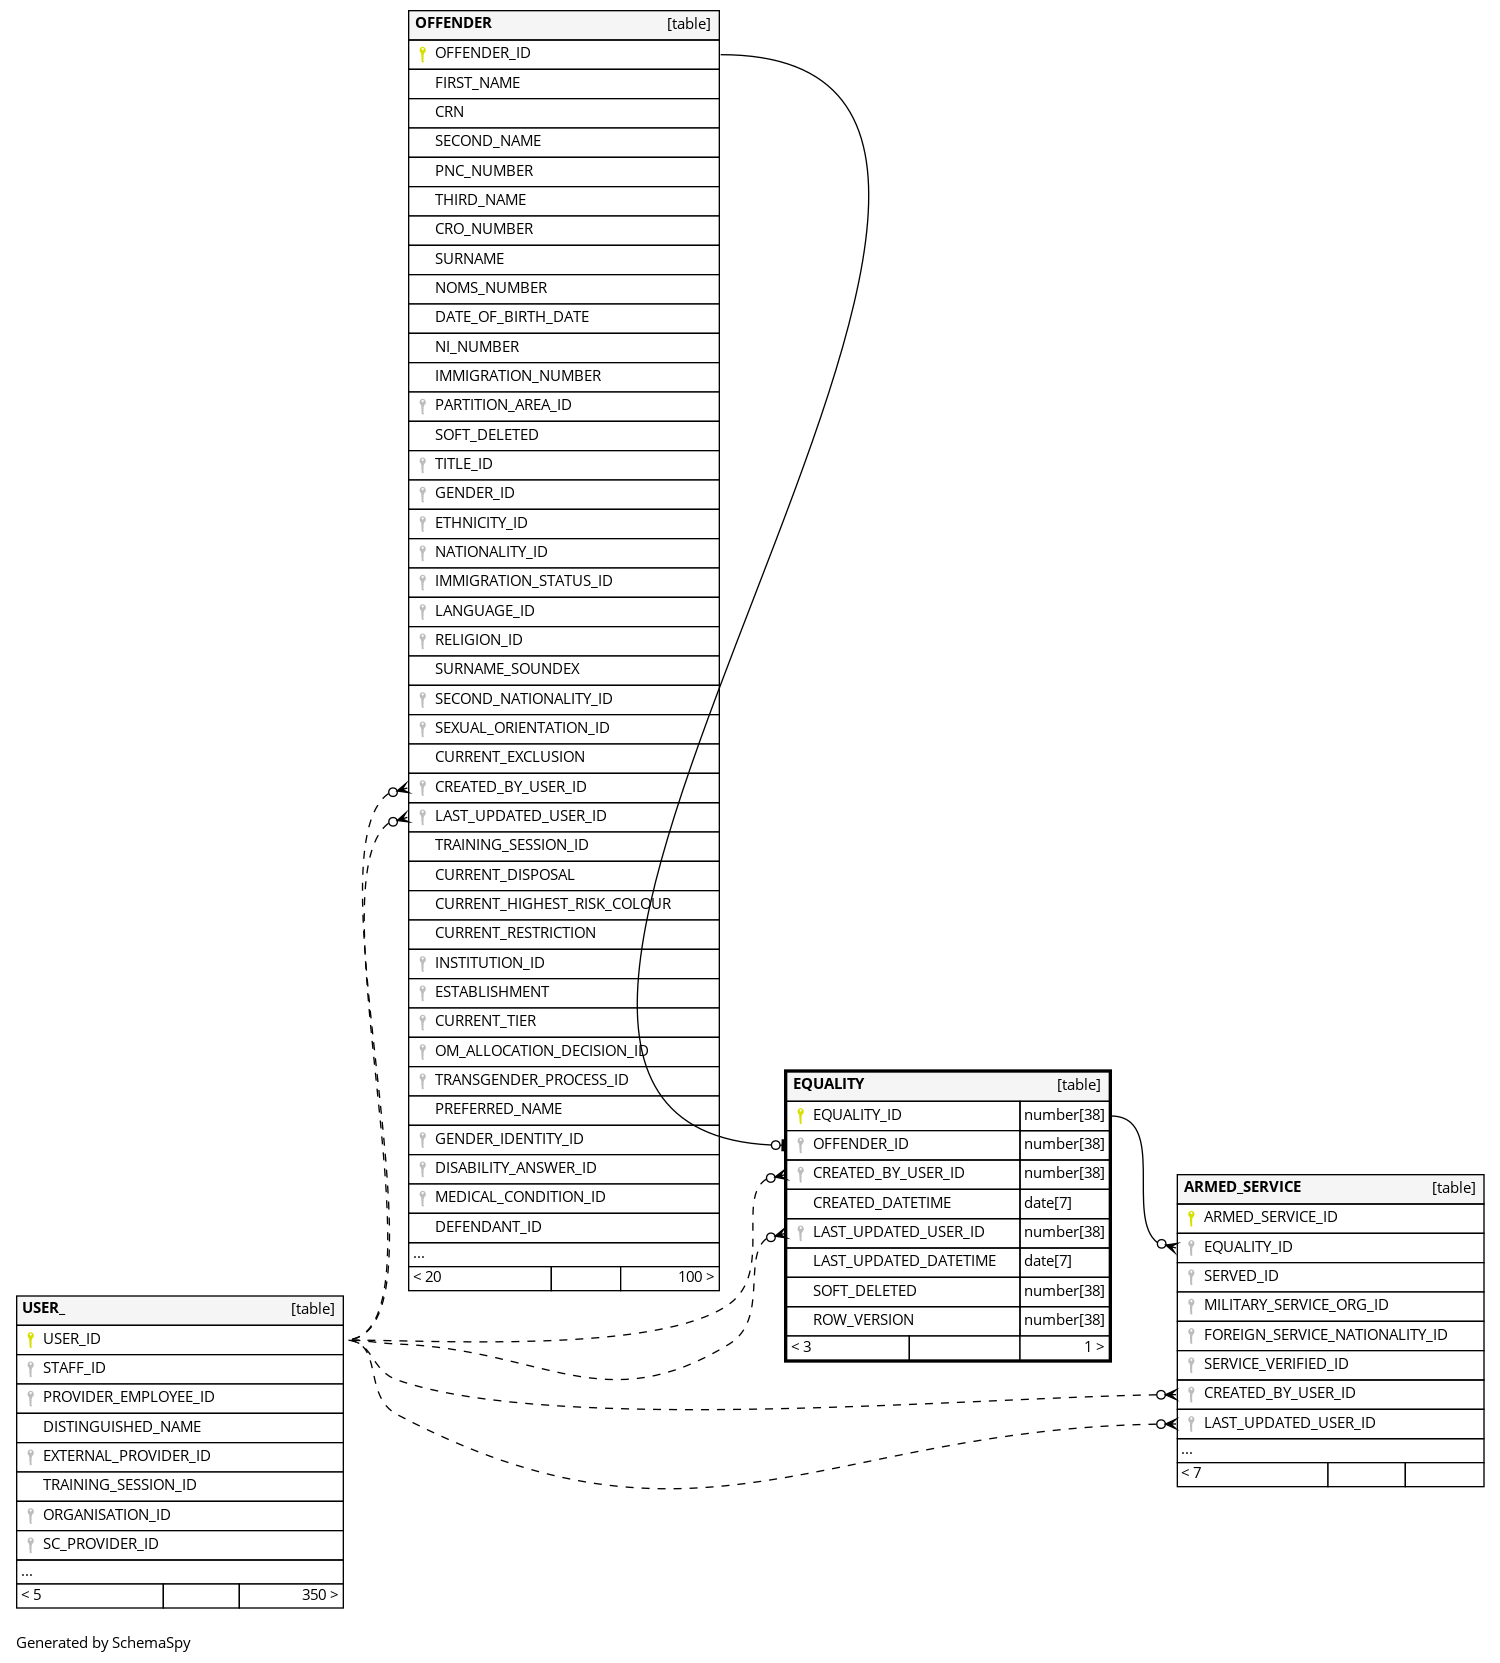 OFFENDER [table]
OFFENDER_ID
FIRST_NAME
CRN
SECOND_NAME
PNC_NUMBER
THIRD_NAME
CRO_NUMBER
SURNAME
NOMS_NUMBER
DATE_OF_BIRTH_DATE
NI_NUMBER
IMMIGRATION_NUMBER
PARTITION_AREA_ID
SOFT_DELETED
TITLE_ID
GENDER_ID
ETHNICITY_ID
NATIONALITY_ID
IMMIGRATION_STATUS_ID
LANGUAGE_ID
RELIGION_ID
SURNAME_SOUNDEX
SECOND_NATIONALITY_ID
SEXUAL_ORIENTATION_ID
CURRENT_EXCLUSION
CREATED_BY_USER_ID
LAST_UPDATED_USER_ID
TRAINING_SESSION_ID
CURRENT_DISPOSAL
CURRENT_HIGHEST_RISK_COLOUR
CURRENT_RESTRICTION
INSTITUTION_ID
ESTABLISHMENT
CURRENT_TIER
OM_ALLOCATION_DECISION_ID
TRANSGENDER_PROCESS_ID
PREFERRED_NAME
GENDER_IDENTITY_ID
DISABILITY_ANSWER_ID
MEDICAL_CONDITION_ID
DEFENDANT_ID
...
< 20 100 >
EQUALITY [table]
EQUALITY_ID number[38]
OFFENDER_ID number[38]
CREATED_BY_USER_ID number[38]
CREATED_DATETIME date[7]
LAST_UPDATED_USER_ID number[38]
LAST_UPDATED_DATETIME date[7]
SOFT_DELETED number[38]
ROW_VERSION number[38]
< 3 1 >
ARMED_SERVICE [table]
ARMED_SERVICE_ID
EQUALITY_ID
SERVED_ID
MILITARY_SERVICE_ORG_ID
FOREIGN_SERVICE_NATIONALITY_ID
SERVICE_VERIFIED_ID
CREATED_BY_USER_ID
LAST_UPDATED_USER_ID
...
< 7
USER_ [table]
USER_ID
STAFF_ID
PROVIDER_EMPLOYEE_ID
DISTINGUISHED_NAME
EXTERNAL_PROVIDER_ID
TRAINING_SESSION_ID
ORGANISATION_ID
SC_PROVIDER_ID
...
< 5 350 >
Generated by SchemaSpy